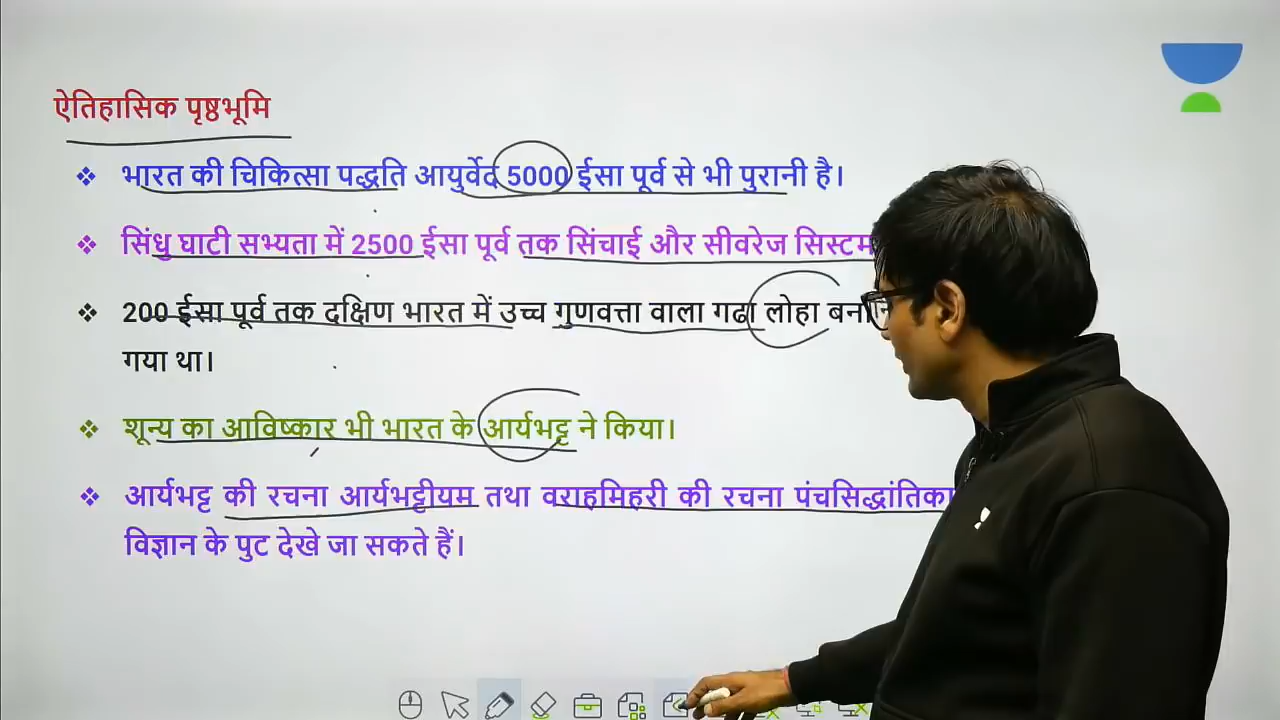 ऐतिहासिक पृष्ठभूमि
❖ भारत की चिकित्सा पद्धति आयुर्वेद 5000 ईसा पूर्व से भी पुरानी है।
❖ सिंधु घाटी सभ्यता में 2500 ईसा पूर्व तक सिंचाई और सीवरेज सिस्टम
❖ 200 ईसा पूर्व तक दक्षिण भारत में उच्च गुणवत्ता वाला गढा लोहा
गया था।
❖ शून्य का आविष्कार भी भारत के आर्यभट्ट ने किया।
❖ आर्यभट्ट की रचना आर्यभट्टीयम तथा वराहमिहरी की रचना पंचसिद्धांतिका
विज्ञान के पुट देखे जा सकते हैं।